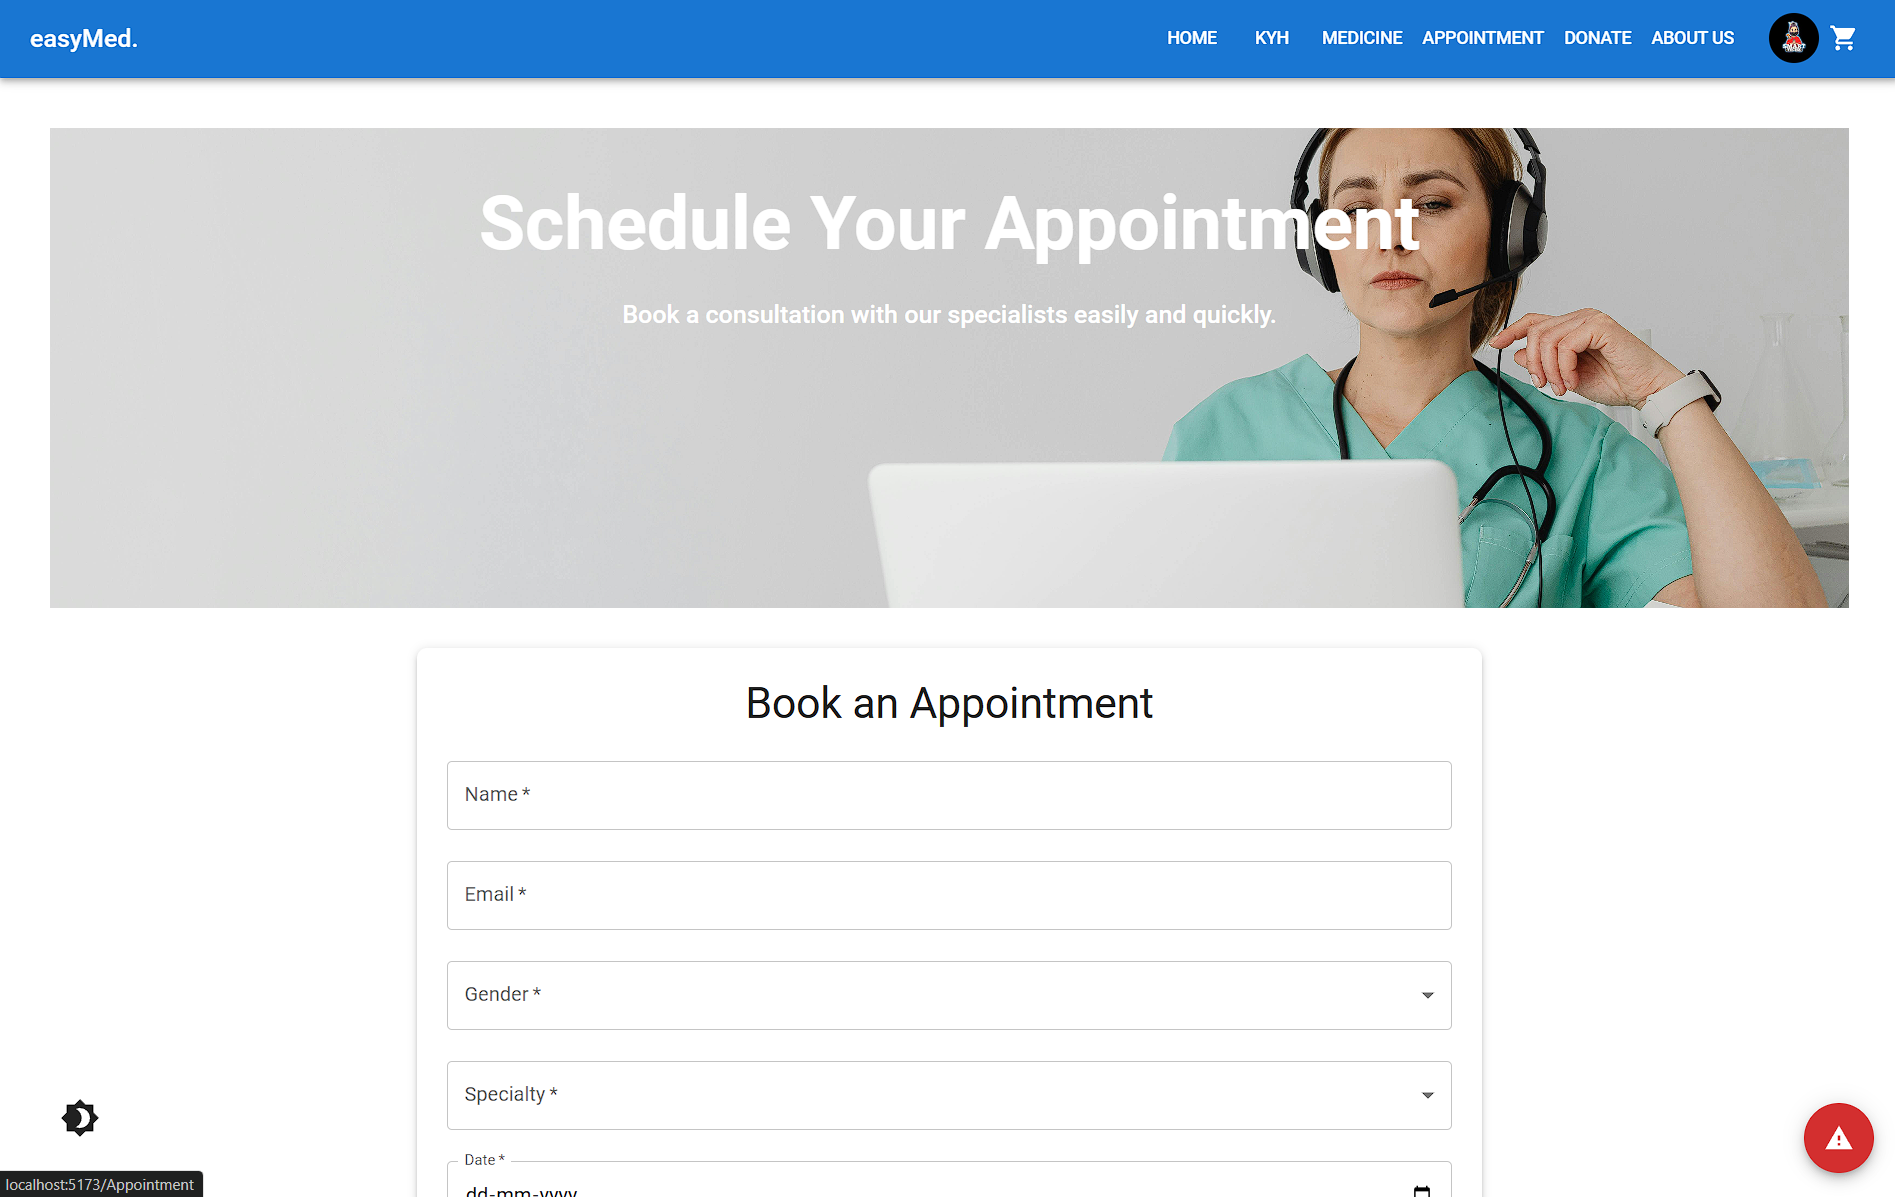 easyMed.
HOME KYH MEDICINE APPOINTMENT DONATE ABOUT US
Schedule Your Appointment
Book a consultation with our specialists easily and quickly.
Book an Appointment
Name *
Email *
Gender *
Specialty *
Date *
dd-mm-yyyy
localhost:5173/Appointment